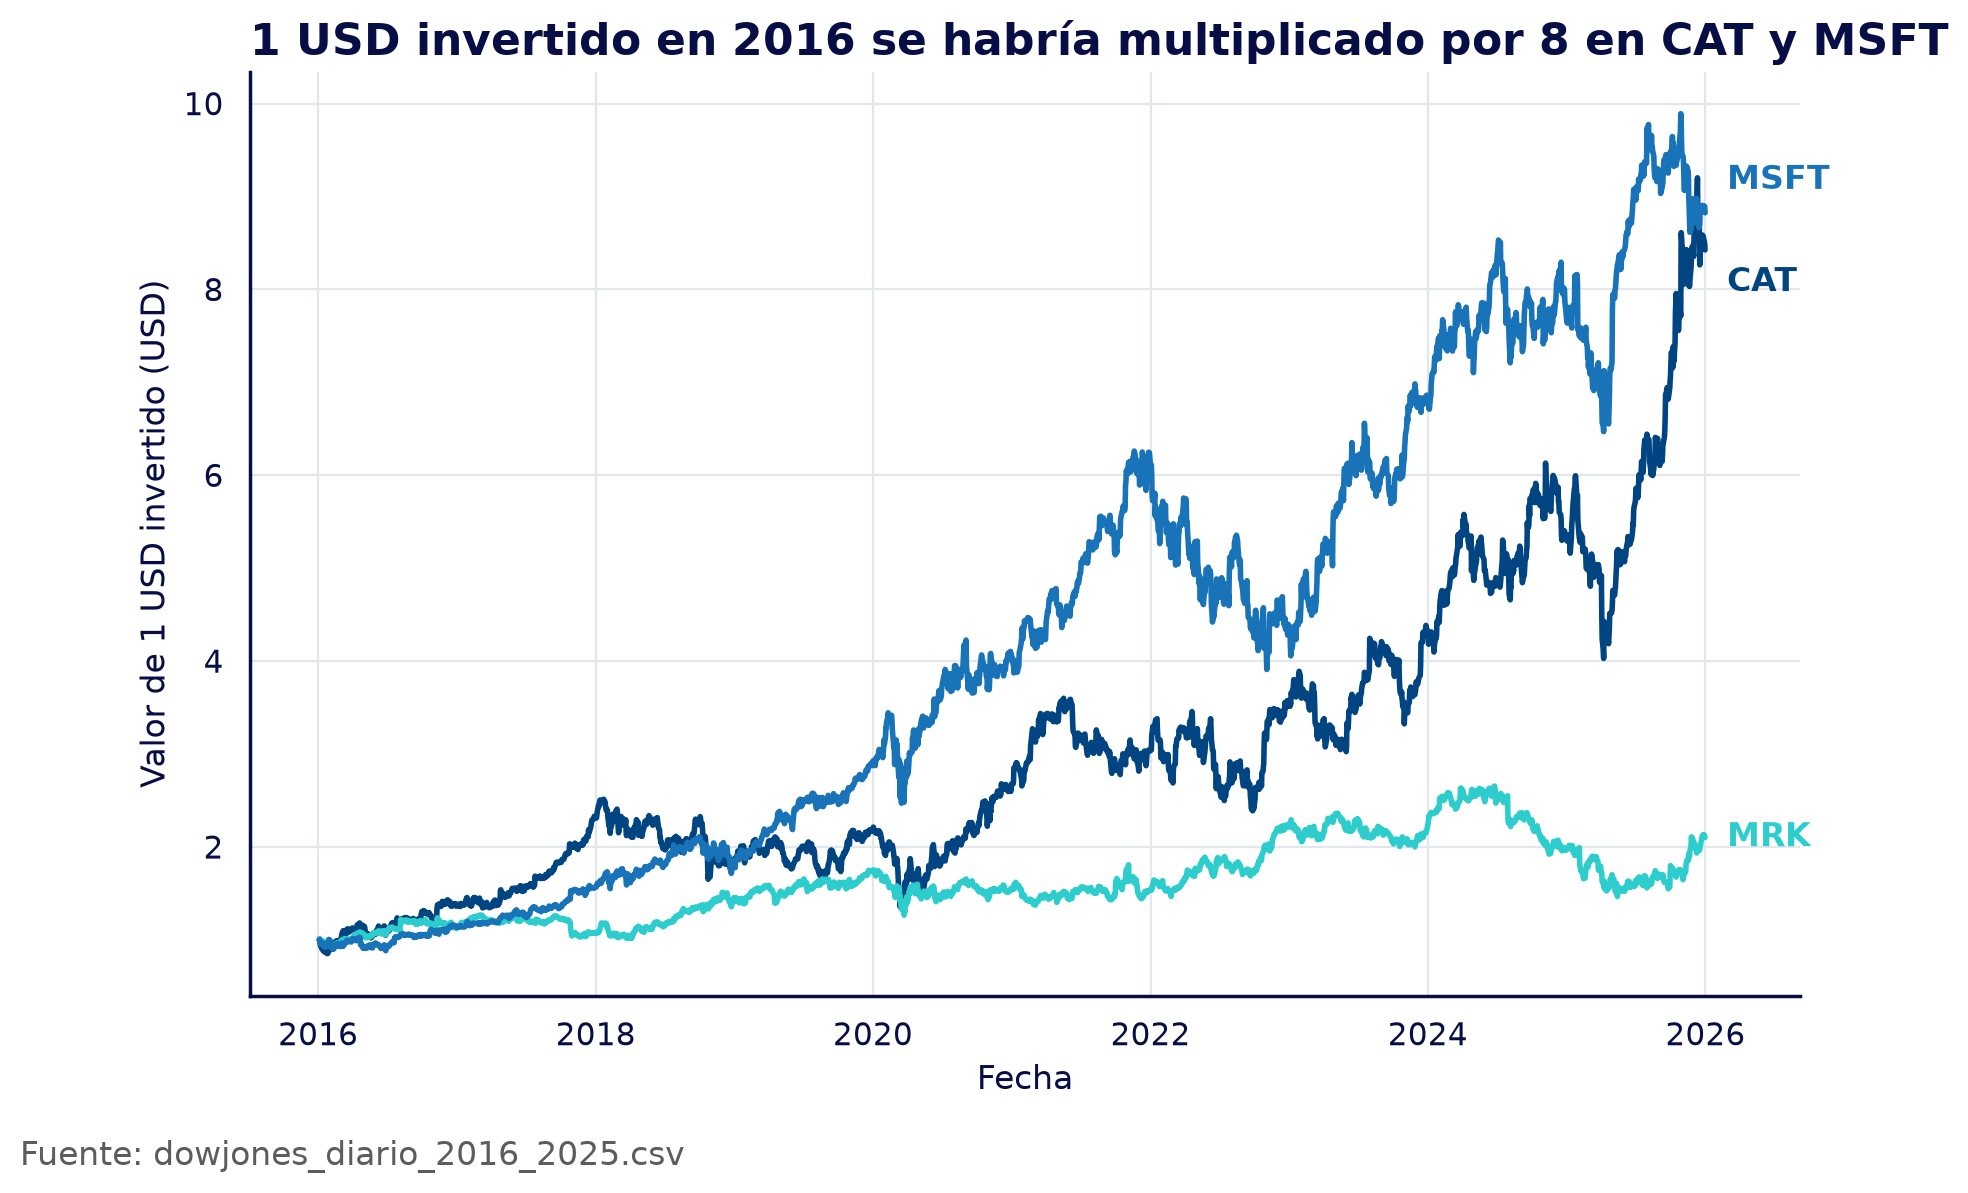 1 USD invertido en 2016 se habría multiplicado por 8 en CAT y MSFT
Valor de 1 USD invertido (USD)
10
8
6
4
2
MSFT
CAT
MRK
2016
2018
2020
2022
2024
2026
Fecha
Fuente: dowjones_diario_2016_2025.csv